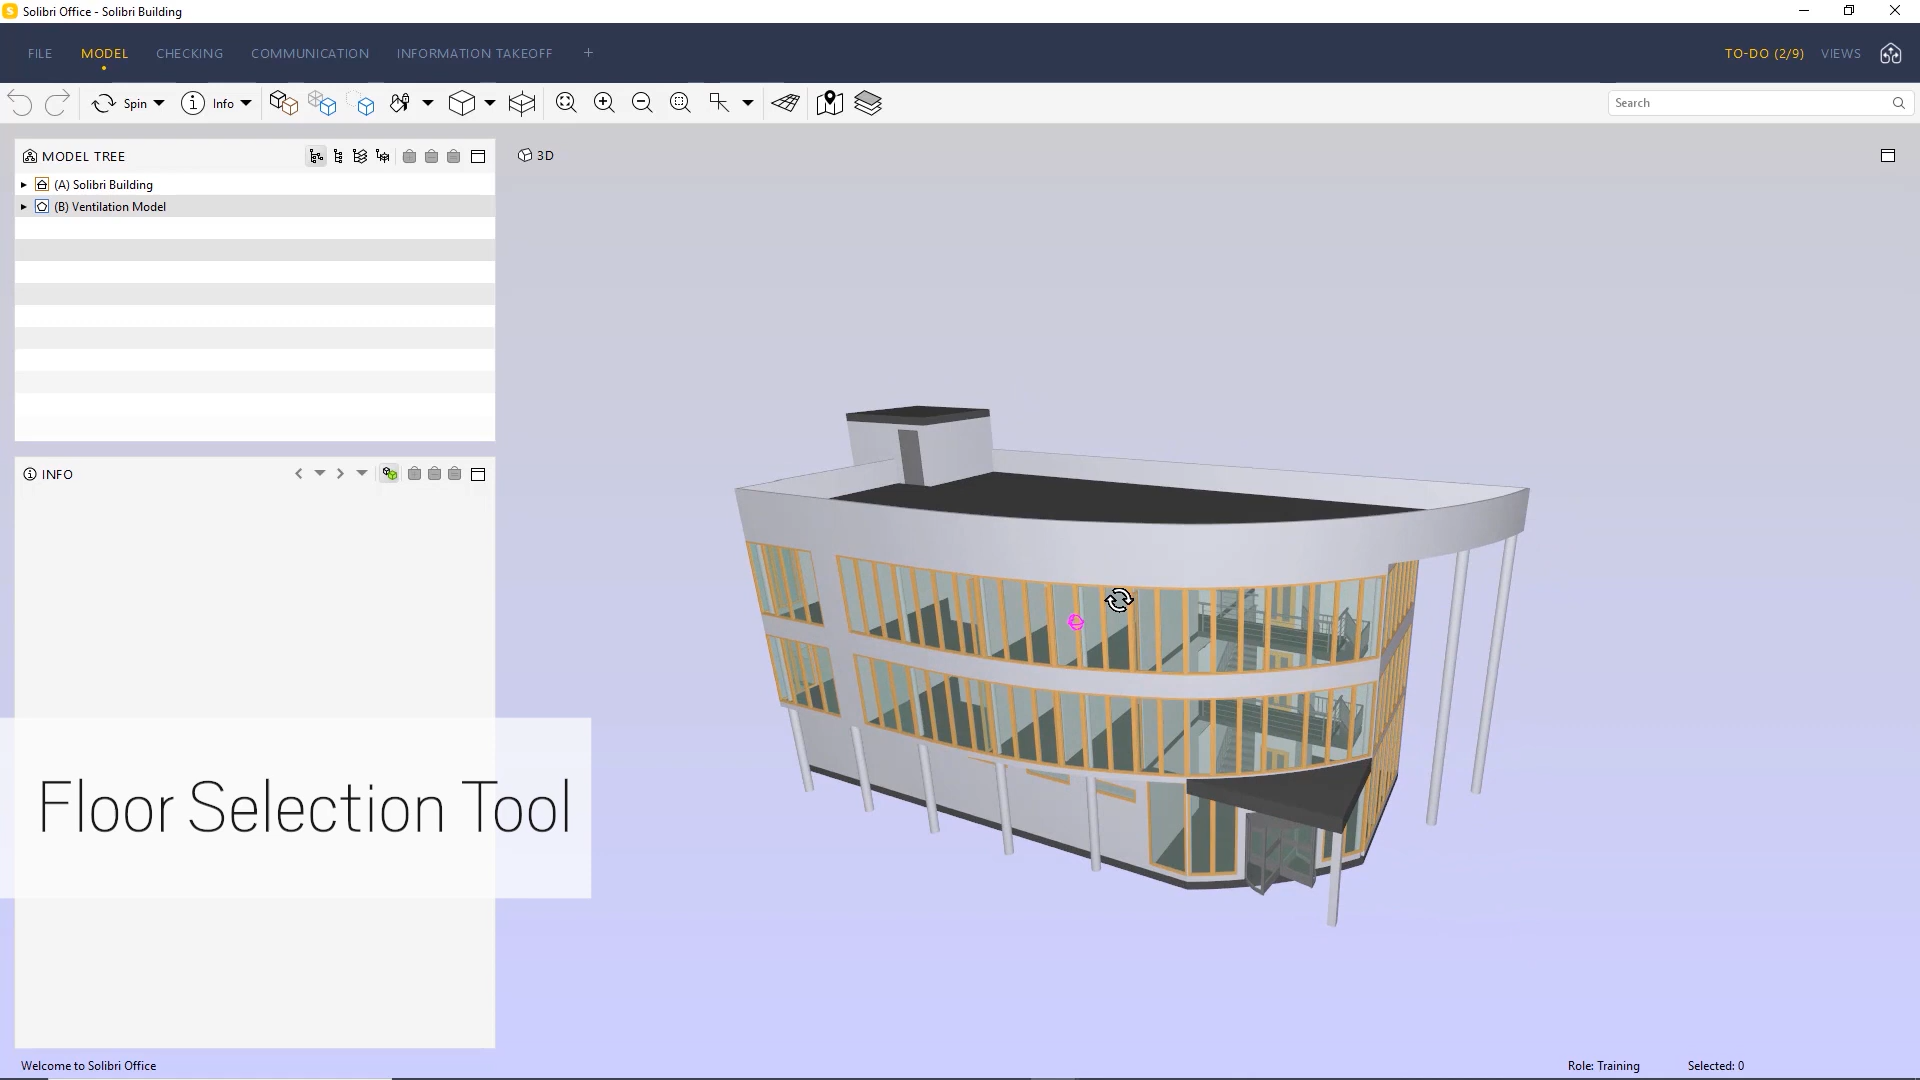 Solibri Office - Solibri Building
FILE MODEL CHECKING COMMUNICATION INFORMATION TAKEOFF + TO-DO (2/9) VIEWS
Spin Info Search
MODEL TREE 3D
(A) Solibri Building
(B) Ventilation Model
INFO
Floor Selection Tool
Welcome to Solibri Office Role: Training Selected: 0